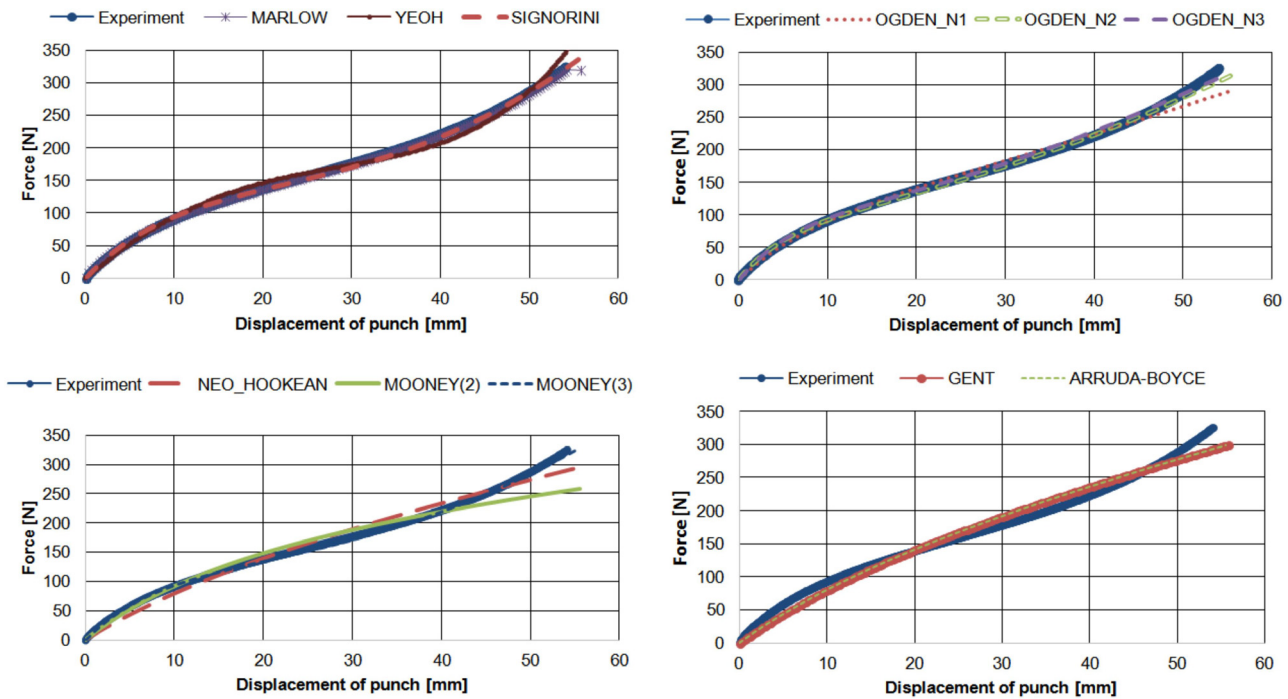 Experiment MARLOW YEOH SIGNORINI
Force [N]
350
300
250
200
150
100
50
0
0 10 20 30 40 50 60
Displacement of punch [mm]
Experiment OGDEN_N1 OGDEN_N2 OGDEN_N3
Force [N]
350
300
250
200
150
100
50
0
0 10 20 30 40 50 60
Displacement of punch [mm]
Experiment NEO_HOOKEAN MOONEY(2) MOONEY(3)
Force [N]
350
300
250
200
150
100
50
0
0 10 20 30 40 50 60
Displacement of punch [mm]
Experiment GENT ARRUDA-BOYCE
Force [N]
350
300
250
200
150
100
50
0
0 10 20 30 40 50 60
Displacement of punch [mm]